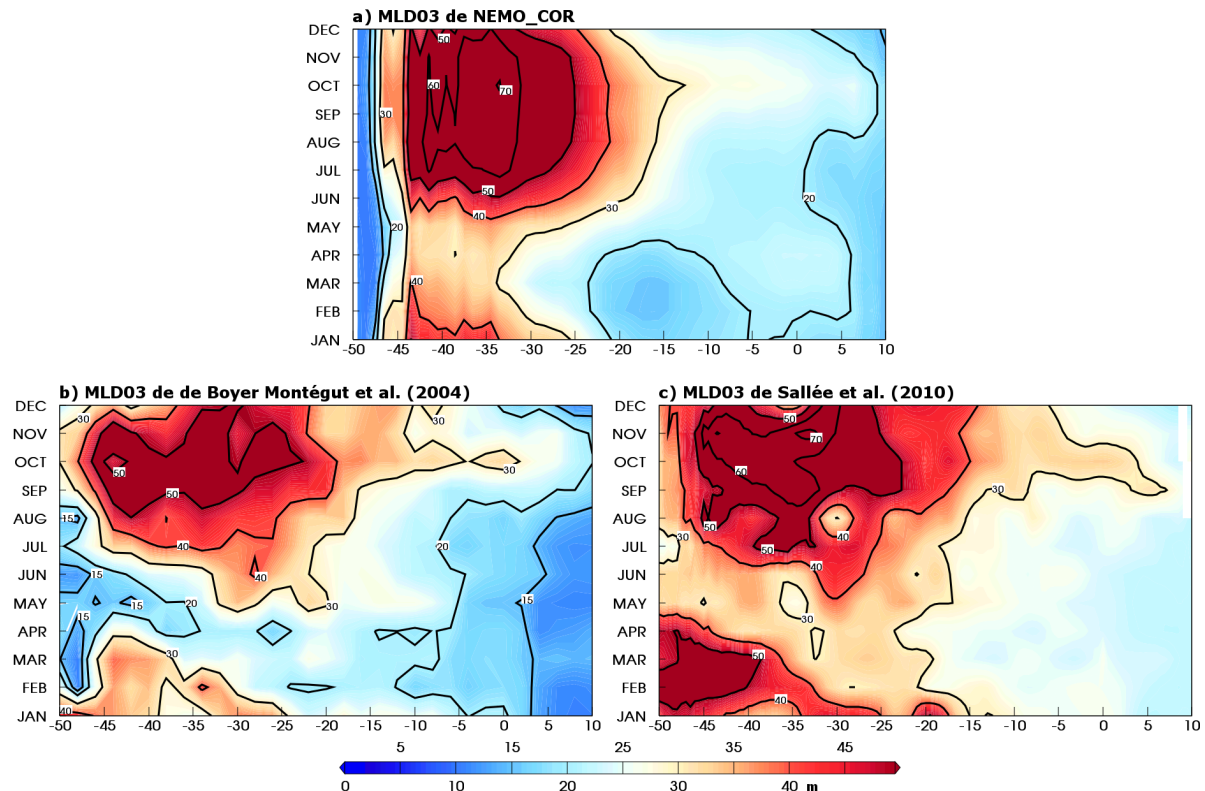 a) MLD03 de NEMO_COR
DEC
NOV
OCT
SEP
AUG
JUL
JUN
MAY
APR
MAR
FEB
JAN
50
60
70
30
50
40
30
20
20
40
-50 -45 -40 -35 -30 -25 -20 -15 -10 -5 0 5 10
b) MLD03 de de Boyer Montégut et al. (2004)
DEC
NOV
OCT
SEP
AUG
JUL
JUN
MAY
APR
MAR
FEB
JAN
30
30
50
30
50
15
40
20
15
40
15
20
30
15
15
30
40
-50 -45 -40 -35 -30 -25 -20 -15 -10 -5 0 5 10
c) MLD03 de Sallée et al. (2010)
DEC
NOV
OCT
SEP
AUG
JUL
JUN
MAY
APR
MAR
FEB
JAN
50
70
60
30
50
40
30
50
40
30
50
40
-50 -45 -40 -35 -30 -25 -20 -15 -10 -5 0 5 10
5 15 25 35 45
0 10 20 30 40 m